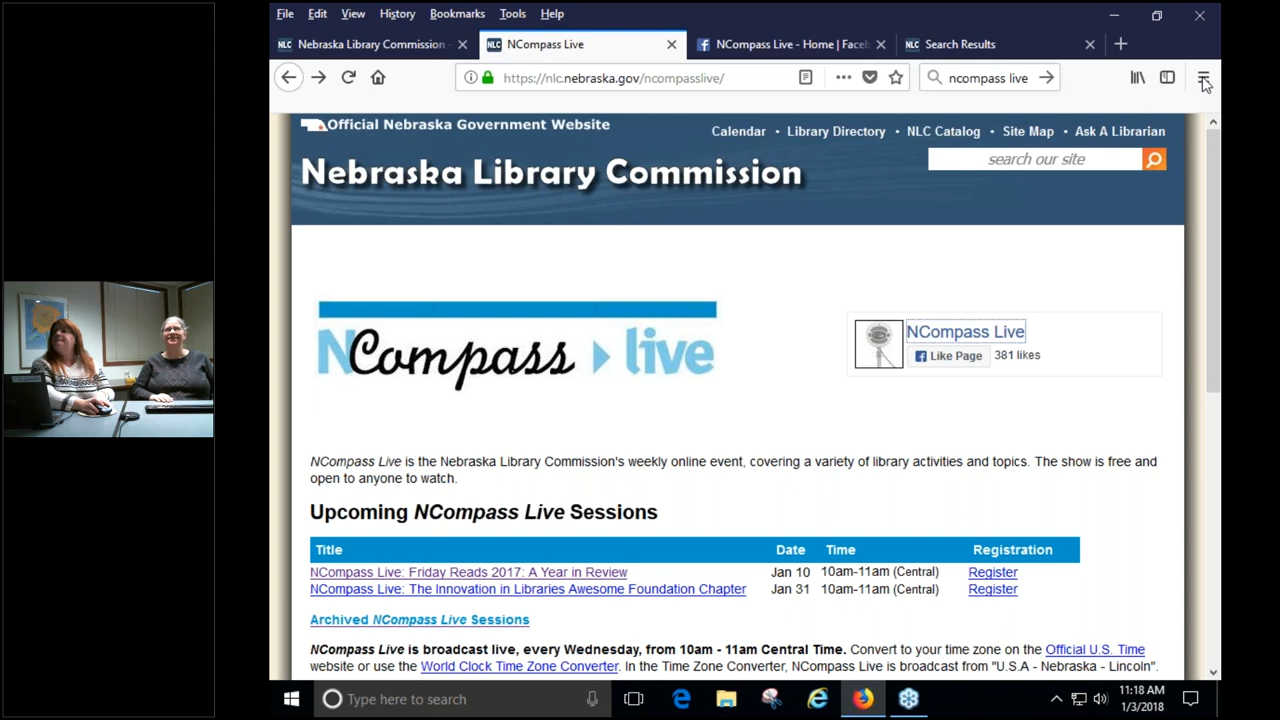 File Edit View History Bookmarks Tools Help
NLC Nebraska Library Commission - NLC NCompass Live f NCompass Live - Home | Faceb NLC Search Results
https://nlc.nebraska.gov/ncompasslive/ ncompass live
Official Nebraska Government Website
Calendar • Library Directory • NLC Catalog • Site Map • Ask A Librarian
Nebraska Library Commission
search our site
NCompass live
NCompass Live
f Like Page 381 likes
NCompass Live is the Nebraska Library Commission's weekly online event, covering a variety of library activities and topics. The show is free and
open to anyone to watch.
Upcoming NCompass Live Sessions
Title Date Time Registration
NCompass Live: Friday Reads 2017: A Year in Review Jan 10 10am-11am (Central) Register
NCompass Live: The Innovation in Libraries Awesome Foundation Chapter Jan 31 10am-11am (Central) Register
Archived NCompass Live Sessions
NCompass Live is broadcast live, every Wednesday, from 10am - 11am Central Time. Convert to your time zone on the Official U.S. Time
website or use the World Clock Time Zone Converter. In the Time Zone Converter, NCompass Live is broadcast from "U.S.A - Nebraska - Lincoln".
Type here to search
11:18 AM
1/3/2018